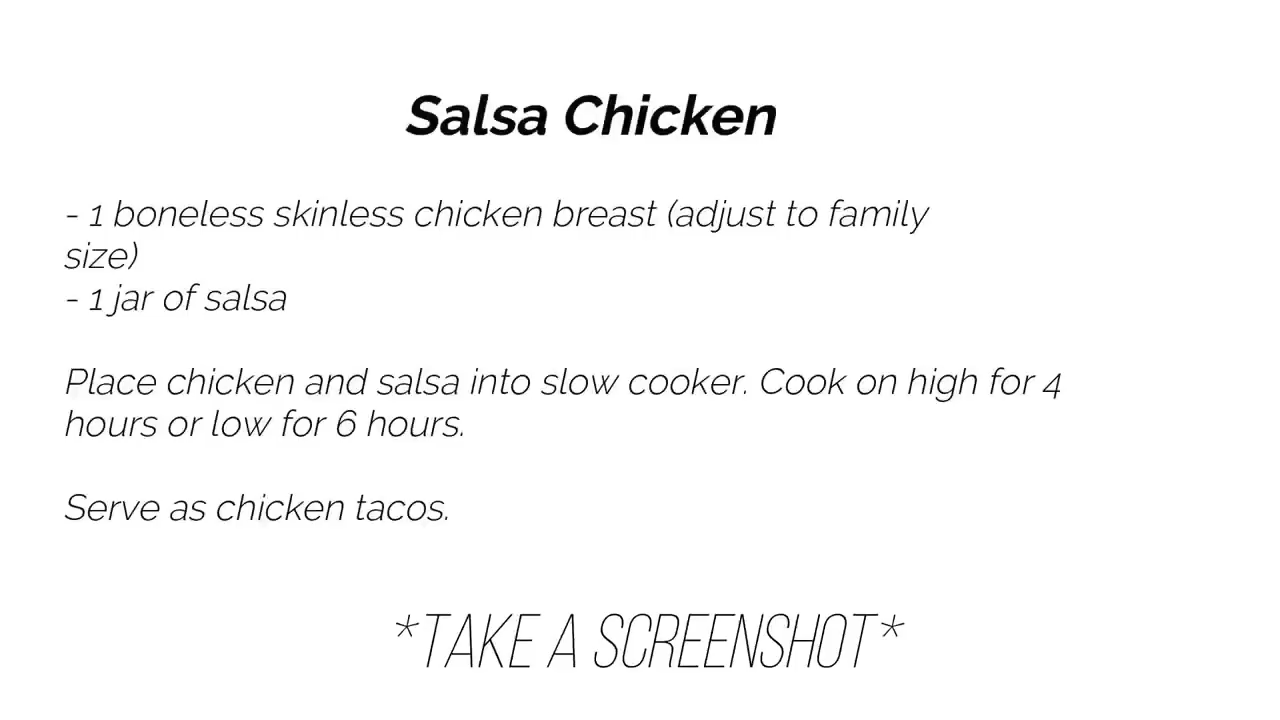 Salsa Chicken
- 1 boneless skinless chicken breast (adjust to family
size)
- 1 jar of salsa
Place chicken and salsa into slow cooker. Cook on high for 4
hours or low for 6 hours.
Serve as chicken tacos.
*TAKE A SCREENSHOT*